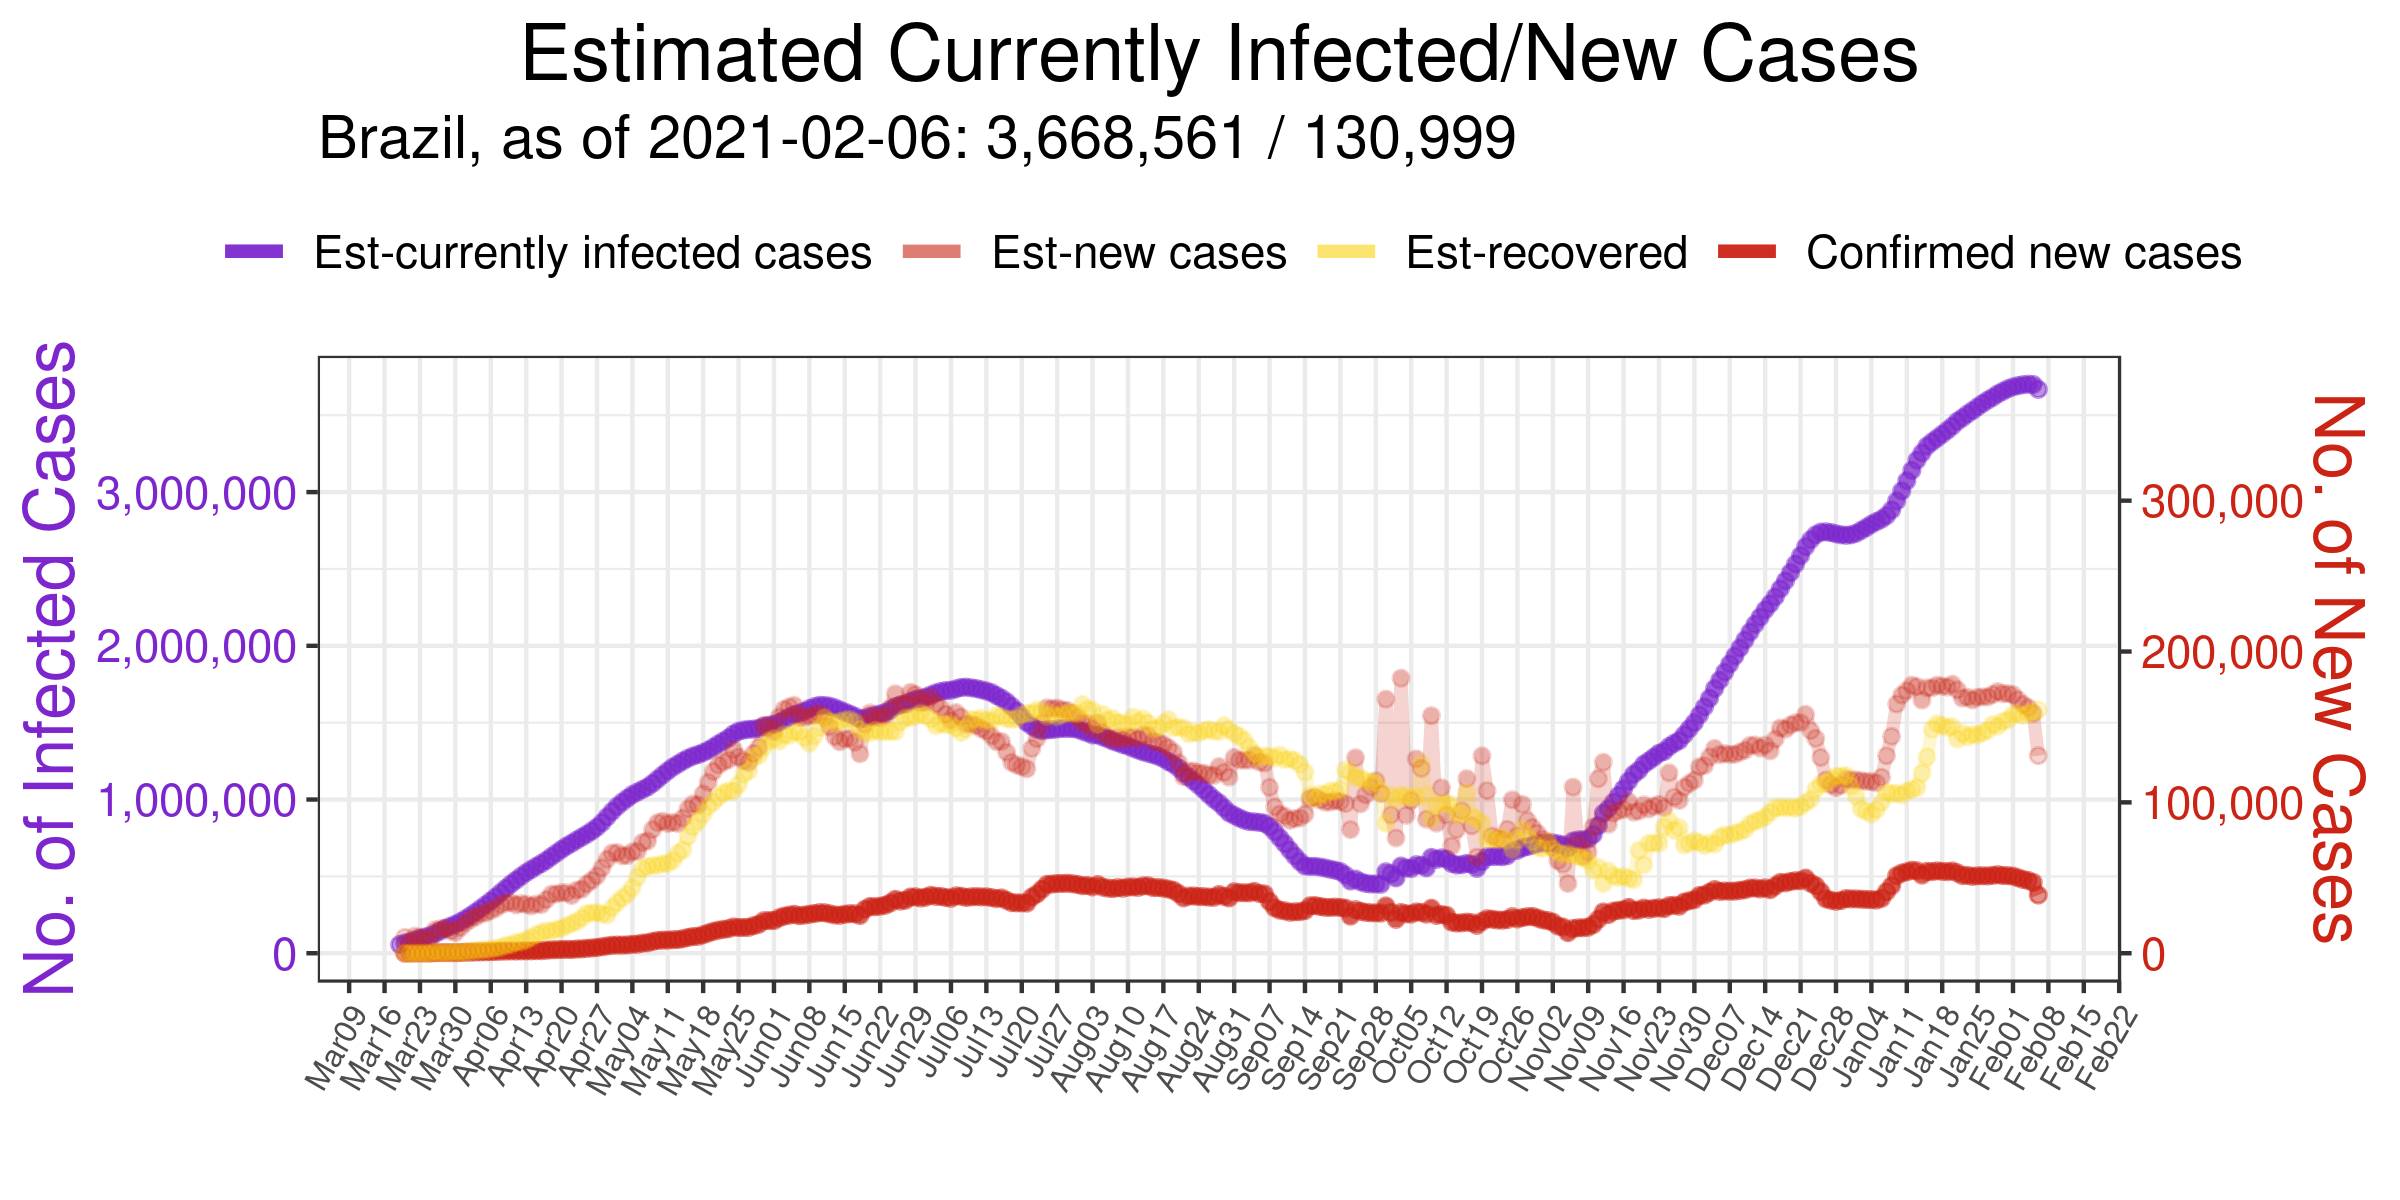 Estimated Currently Infected/New Cases
Brazil, as of 2021-02-06: 3,668,561 / 130,999
Est-currently infected cases Est-new cases Est-recovered Confirmed new cases
No. of Infected Cases
3,000,000
2,000,000
1,000,000
0
300,000
200,000
100,000
0
No. of New Cases
Mar09 Mar16 Mar23 Mar30 Apr06 Apr13 Apr20 Apr27 May04 May11 May18 May25 Jun01 Jun08 Jun15 Jun22 Jun29 Jul06 Jul13 Jul20 Jul27 Aug03 Aug10 Aug17 Aug24 Aug31 Sep07 Sep14 Sep21 Sep28 Oct05 Oct12 Oct19 Oct26 Nov02 Nov09 Nov16 Nov23 Nov30 Dec07 Dec14 Dec21 Dec28 Jan04 Jan11 Jan18 Jan25 Feb01 Feb08 Feb15 Feb22